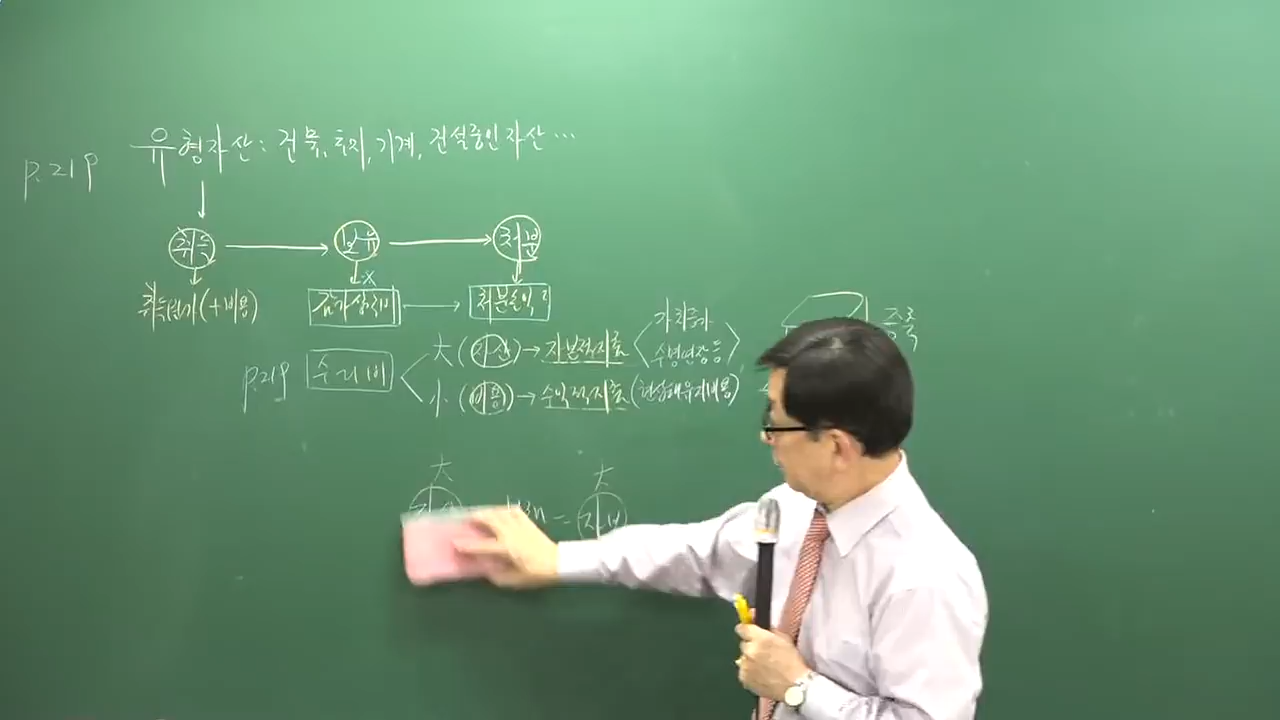 p.219 유형자산: 건물, 토지, 기계, 건설중인자산 …
취득 → 보유 → 처분
취득원가(+비용) 감가상각비 → 처분손익
p.219 수리비
大(자산) → 자본적지출 가치증가 수명연장 등
小(비용) → 수익적지출 (현상태유지비용)
증축
大 大
자본